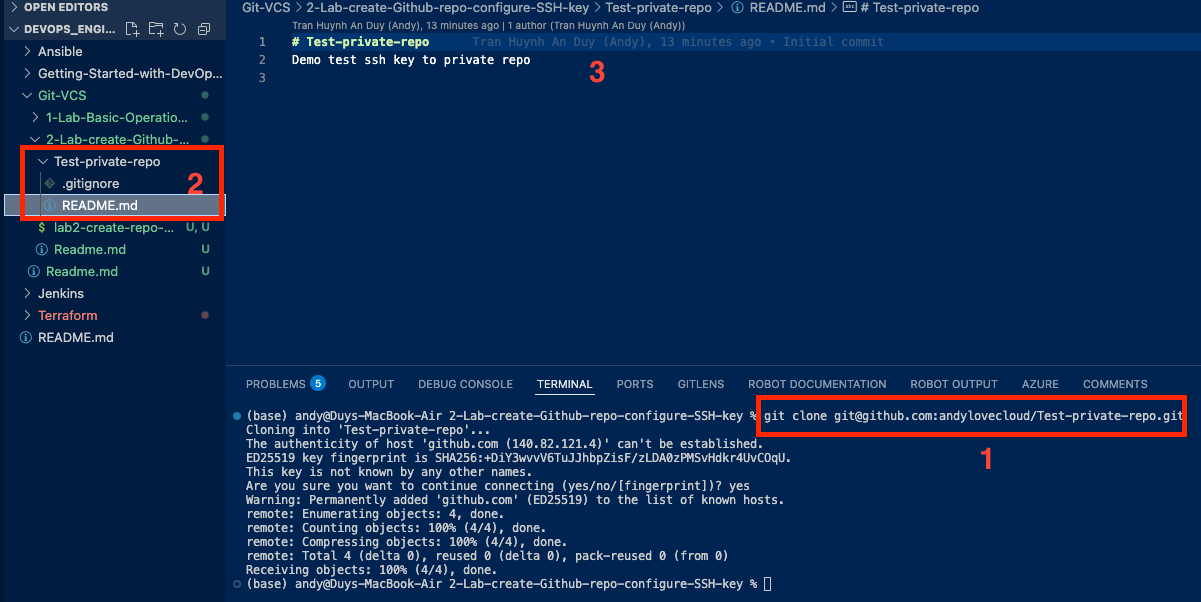 OPEN EDITORS
DEVOPS_ENGI...
Ansible
Getting-Started-with-DevOp...
Git-VCS
1-Lab-Basic-Operatio...
2-Lab-create-Github-...
Test-private-repo
.gitignore
2
README.md
$ lab2-create-repo-... U, U
Readme.md U
Readme.md U
Jenkins
Terraform
README.md
Git-VCS > 2-Lab-create-Github-repo-configure-SSH-key > Test-private-repo > README.md > # Test-private-repo
Tran Huynh An Duy (Andy), 13 minutes ago | 1 author (Tran Huynh An Duy (Andy))
1 # Test-private-repo Tran Huynh An Duy (Andy), 13 minutes ago • Initial commit
2 Demo test ssh key to private repo
3
3
PROBLEMS 5 OUTPUT DEBUG CONSOLE TERMINAL PORTS GITLENS ROBOT DOCUMENTATION ROBOT OUTPUT AZURE COMMENTS
(base) andy@Duys-MacBook-Air 2-Lab-create-Github-repo-configure-SSH-key % git clone git@github.com:andylovecloud/Test-private-repo.git
Cloning into 'Test-private-repo'...
The authenticity of host 'github.com (140.82.121.4)' can't be established.
ED25519 key fingerprint is SHA256:+DiY3wvvV6TuJJhbpZisF/zLDA0zPMSvHdkr4UvCOqU.
This key is not known by any other names.
Are you sure you want to continue connecting (yes/no/[fingerprint])? yes
Warning: Permanently added 'github.com' (ED25519) to the list of known hosts.
remote: Enumerating objects: 4, done.
remote: Counting objects: 100% (4/4), done.
remote: Compressing objects: 100% (4/4), done.
remote: Total 4 (delta 0), reused 0 (delta 0), pack-reused 0 (from 0)
Receiving objects: 100% (4/4), done.
(base) andy@Duys-MacBook-Air 2-Lab-create-Github-repo-configure-SSH-key %
1